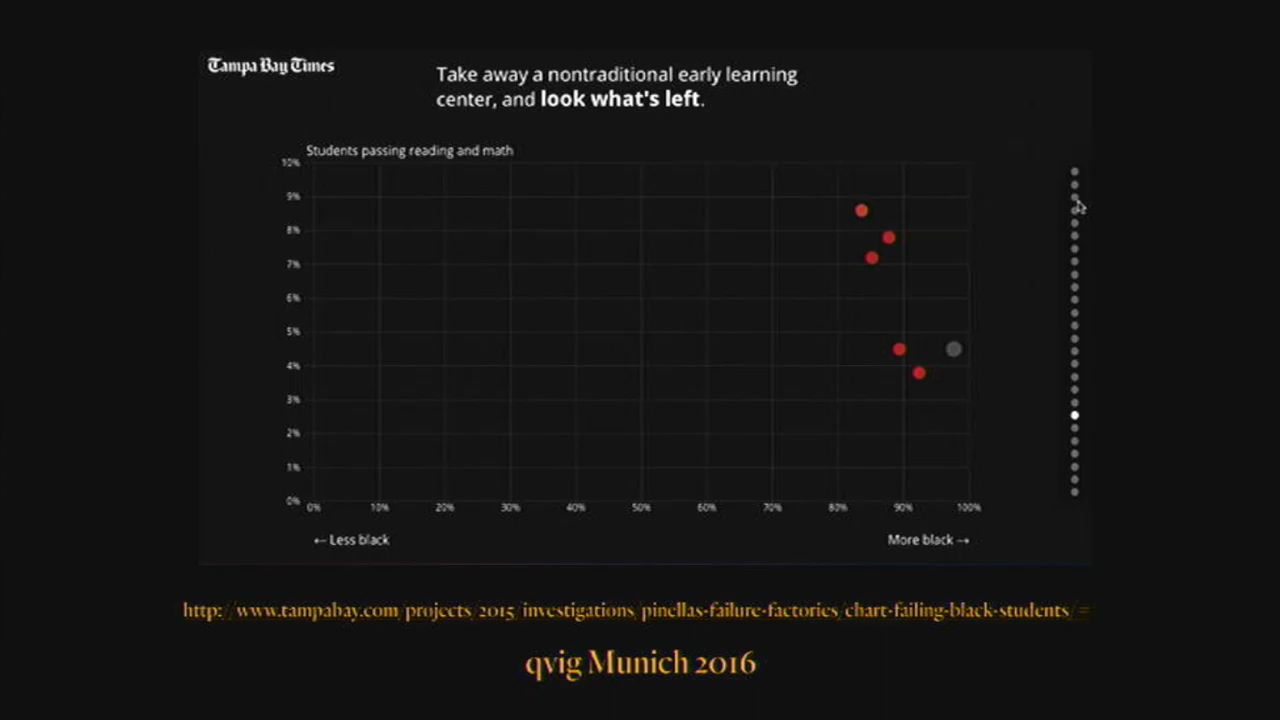 Tampa Bay Times
Take away a nontraditional early learning
center, and look what's left.
Students passing reading and math
10%
9%
8%
7%
6%
5%
4%
3%
2%
1%
0%
0% 10% 20% 30% 40% 50% 60% 70% 80% 90% 100%
← Less black More black →
http://www.tampabay.com/projects/2015/investigations/pinellas-failure-factories/chart-failing-black-students/=
qvig Munich 2016